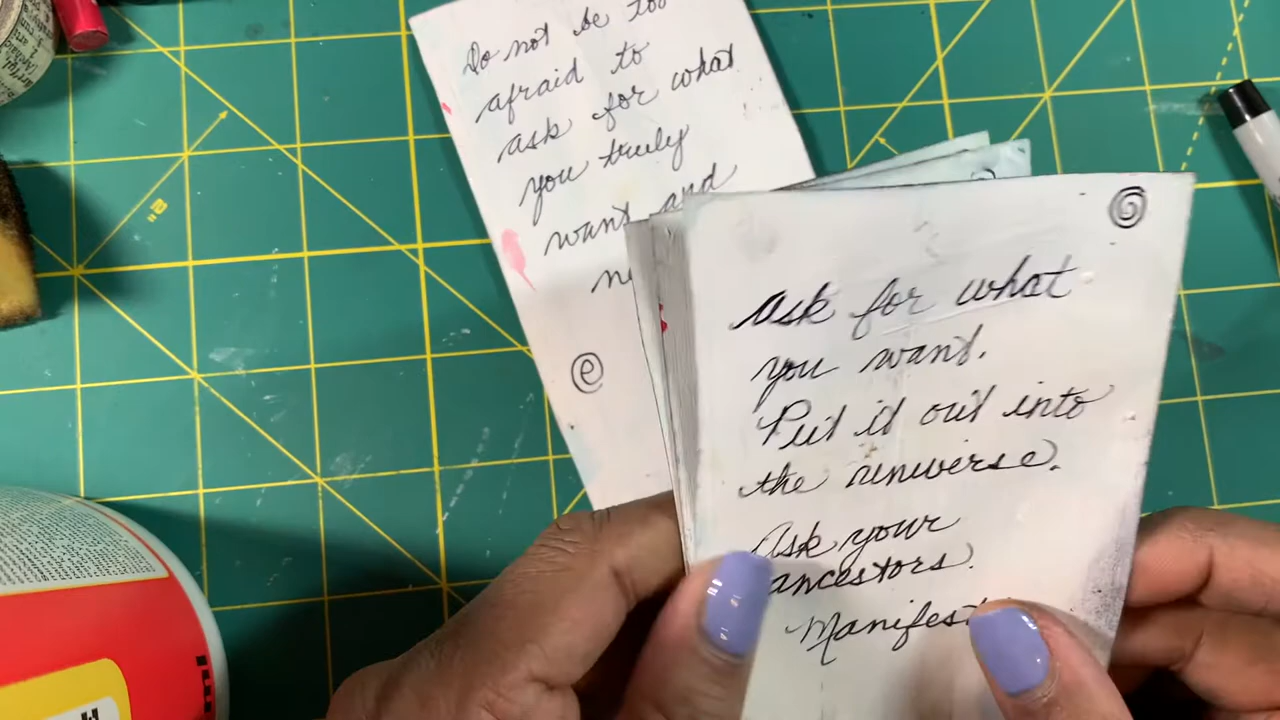 Do not be too
afraid to
ask for what
you truly
want and
Ask for what
you want.
Put it out into
the universe.
Ask your
ancestors.
Manifest